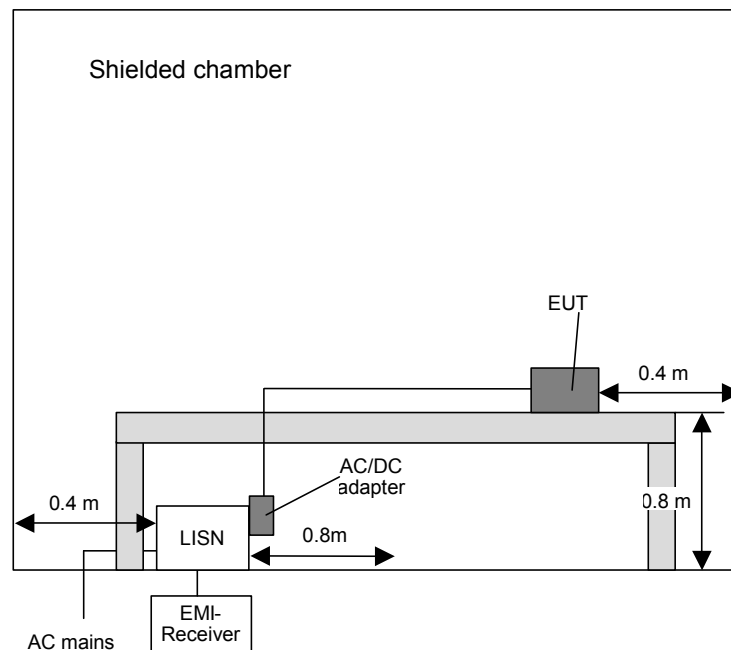 Shielded chamber
EUT
0.4 m
AC/DC
adapter
0.4 m
0.8 m
LISN
0.8m
EMI-
Receiver
AC mains